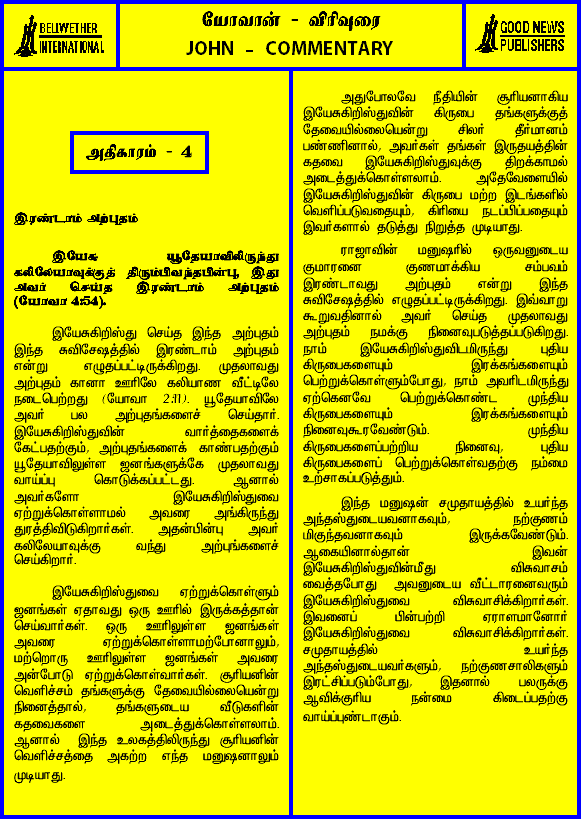 BELWETHER
INTERNATIONAL
யோவான் - விரிவுரை
JOHN - COMMENTARY
GOOD NEWS
PUBLISHERS
அதிகாரம் - 4
இரண்டாம் அற்புதம்
இயேசு யூதேயாவிலிருந்து
கலிலேயாவுக்குத் திரும்பிவந்தபின்பு, இது
அவர் செய்த இரண்டாம் அற்புதம்
(யோவா 4:54).
இயேசுகிறிஸ்து செய்த இந்த அற்புதம்
இந்த சுவிசேஷத்தில் இரண்டாம் அற்புதம்
என்று எழுதப்பட்டிருக்கிறது. முதலாவது
அற்புதம் கானா ஊரிலே கலியாண வீட்டிலே
நடைபெற்றது (யோவா 2:11). யூதேயாவிலே
அவர் பல அற்புதங்களைச் செய்தார்.
இயேசுகிறிஸ்துவின் வார்த்தைகளைக்
கேட்பதற்கும், அற்புதங்களைக் காண்பதற்கும்
யூதேயாவிலுள்ள ஜனங்களுக்கே முதலாவது
வாய்ப்பு கொடுக்கப்பட்டது. ஆனால்
அவர்களோ இயேசுகிறிஸ்துவை
ஏற்றுக்கொள்ளாமல் அவரை அங்கிருந்து
துரத்திவிடுகிறார்கள். அதன்பின்பு அவர்
கலிலேயாவுக்கு வந்து அற்புங்களைச்
செய்கிறார்.
இயேசுகிறிஸ்துவை ஏற்றுக்கொள்ளும்
ஜனங்கள் ஏதாவது ஒரு ஊரில் இருக்கத்தான்
செய்வார்கள். ஒரு ஊரிலுள்ள ஜனங்கள்
அவரை ஏற்றுக்கொள்ளாமற்போனாலும்,
மற்றொரு ஊரிலுள்ள ஜனங்கள் அவரை
அன்போடு ஏற்றுக்கொள்வார்கள். சூரியனின்
வெளிச்சம் தங்களுக்கு தேவையில்லையென்று
நினைத்தால், தங்களுடைய வீடுகளின்
கதவைகளை அடைத்துக்கொள்ளலாம்.
ஆனால் இந்த உலகத்திலிருந்து சூரியனின்
வெளிச்சத்தை அகற்ற எந்த மனுஷனாலும்
முடியாது.
அதுபோலவே நீதியின் சூரியனாகிய
இயேசுகிறிஸ்துவின் கிருபை தங்களுக்குத்
தேவையில்லையென்று சிலர் தீர்மானம்
பண்ணினால், அவர்கள் தங்கள் இருதயத்தின்
கதவை இயேசுகிறிஸ்துவுக்கு திறக்காமல்
அடைத்துக்கொள்ளலாம். அதேவேளையில்
இயேசுகிறிஸ்துவின் கிருபை மற்ற இடங்களில்
வெளிப்படுவதையும், கிரியை நடப்பிப்பதையும்
இவர்களால் தடுத்து நிறுத்த முடியாது.
ராஜாவின் மனுஷரில் ஒருவனுடைய
குமாரனை குணமாக்கிய சம்பவம்
இரண்டாவது அற்புதம் என்று இந்த
சுவிசேஷத்தில் எழுதப்பட்டிருக்கிறது. இவ்வாறு
கூறுவதினால் அவர் செய்த முதலாவது
அற்புதம் நமக்கு நினைவுபடுத்தப்படுகிறது.
நாம் இயேசுகிறிஸ்துவிடமிருந்து புதிய
கிருபைகளையும் இரக்கங்களையும்
பெற்றுக்கொள்ளும்போது, நாம் அவரிடமிருந்து
ஏற்கெனவே பெற்றுக்கொண்ட முந்திய
கிருபைகளையும் இரக்கங்களையும்
நினைவுகூரவேண்டும். முந்திய
கிருபைகளைப்பற்றிய நினைவு, புதிய
கிருபைகளைப் பெற்றுக்கொள்வதற்கு நம்மை
உற்சாகப்படுத்தும்.
இந்த மனுஷன் சமுதாயத்தில் உயர்ந்த
அந்தஸ்துடையவனாகவும், நற்குணம்
மிகுந்தவனாகவும் இருக்கவேண்டும்.
ஆகையினால்தான் இவன்
இயேசுகிறிஸ்துவின்மீது விசுவாசம்
வைத்தபோது அவனுடைய வீட்டாரனைவரும்
இயேசுகிறிஸ்துவை விசுவாசிக்கிறார்கள்.
இவனைப் பின்பற்றி ஏராளமானோர்
இயேசுகிறிஸ்துவை விசுவாசிக்கிறார்கள்.
சமுதாயத்தில் உயர்ந்த
அந்தஸ்துடையவர்களும், நற்குணசாலிகளும்
இரட்சிப்படும்போது, இதனால் பலருக்கு
ஆவிக்குரிய நன்மை கிடைப்பதற்கு
வாய்ப்புண்டாகும்.